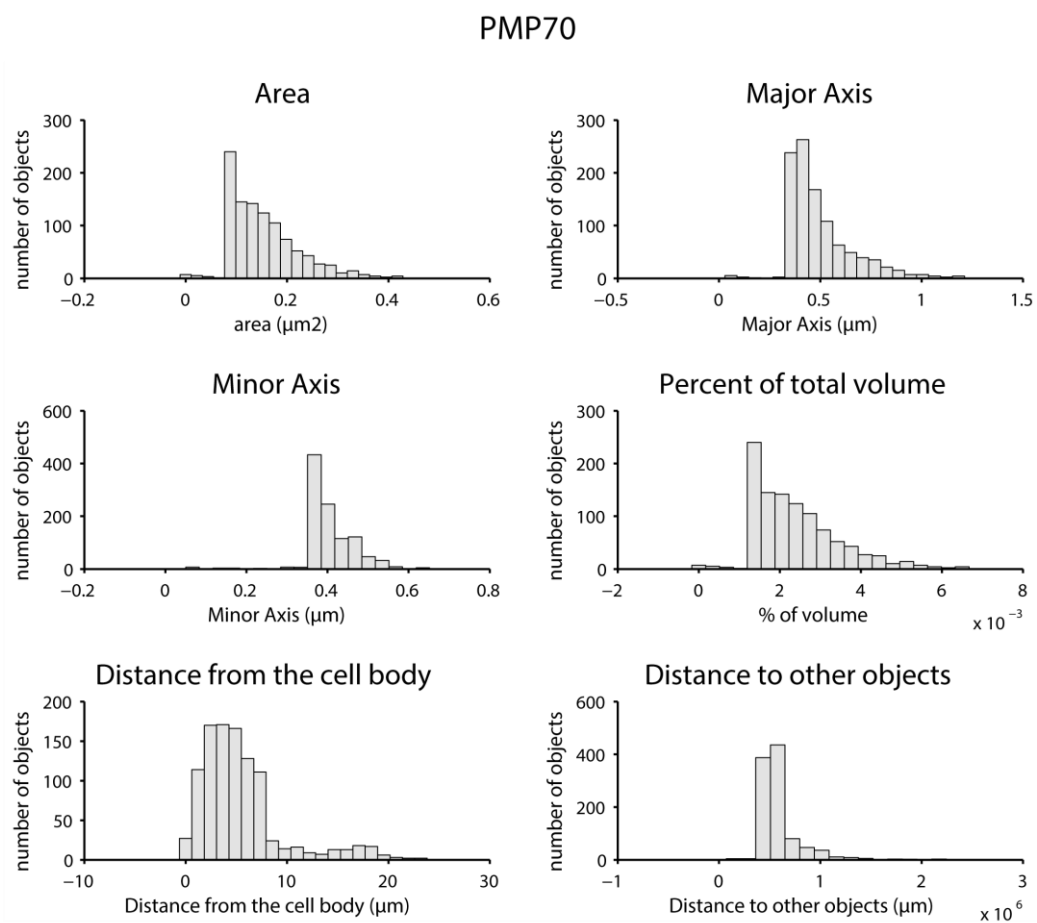 PMP70
Area
number of objects
300
200
100
0
−0.2
0
0.2
0.4
0.6
area (µm2)
Major Axis
number of objects
300
200
100
0
−0.5
0
0.5
1
1.5
Major Axis (µm)
Minor Axis
number of objects
600
400
200
0
−0.2
0
0.2
0.4
0.6
0.8
Minor Axis (µm)
Percent of total volume
number of objects
300
200
100
0
−2
0
2
4
6
8
% of volume
x 10 −3
Distance from the cell body
number of objects
200
150
100
50
0
−10
0
10
20
30
Distance from the cell body (µm)
Distance to other objects
number of objects
600
400
200
0
−1
0
1
2
3
Distance to other objects (µm)
x 10 6